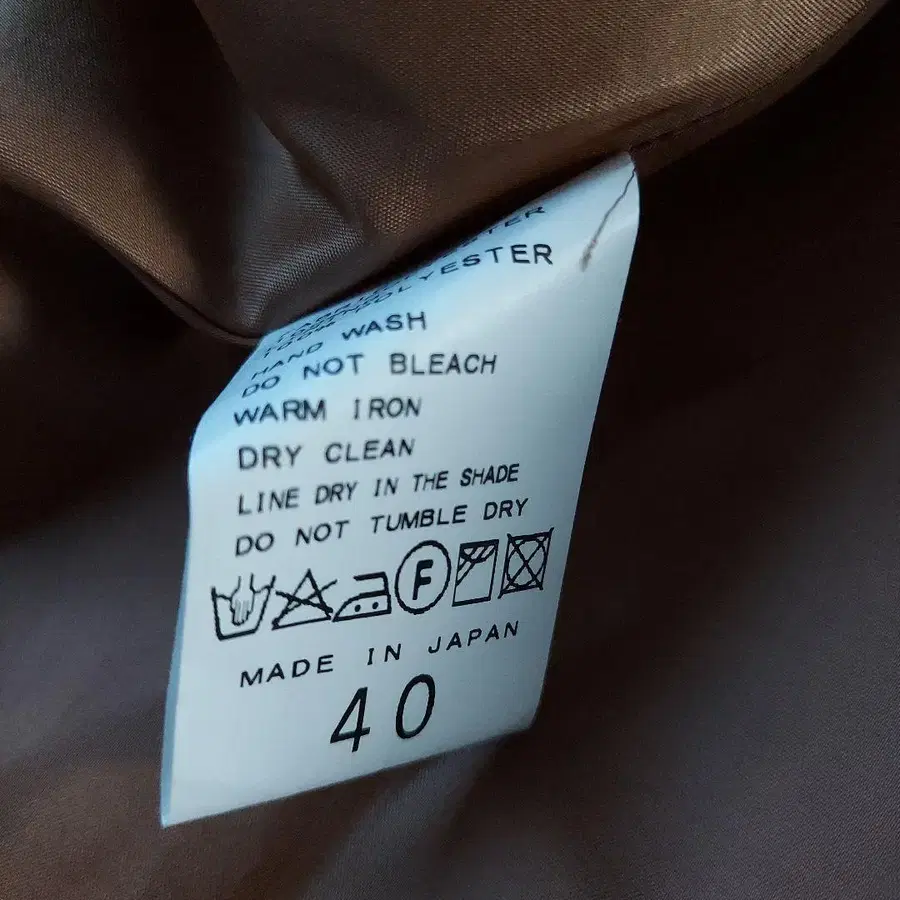 100% POLYESTER
HAND WASH
DO NOT BLEACH
WARM IRON
DRY CLEAN
LINE DRY IN THE SHADE
DO NOT TUMBLE DRY
F
MADE IN JAPAN
40